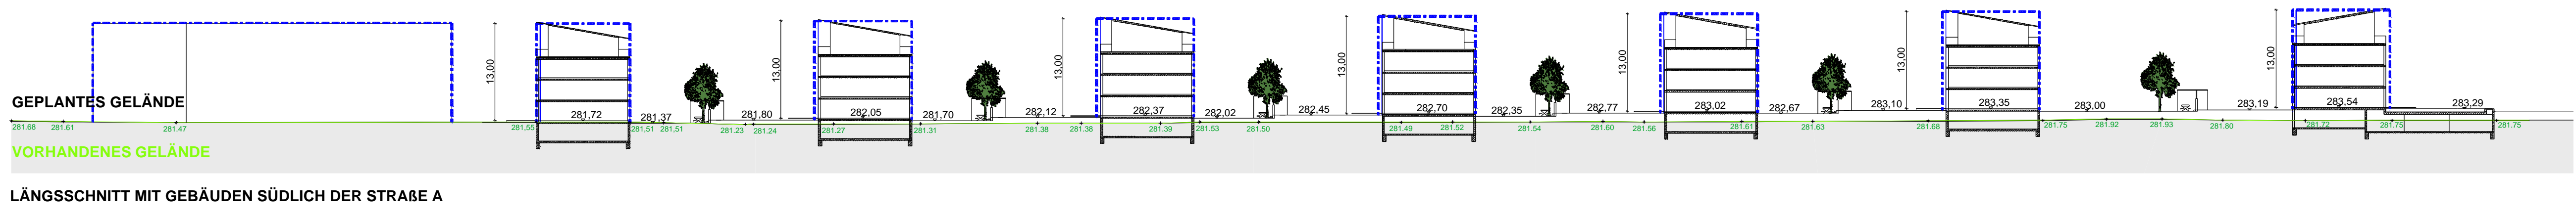 13,00 13,00 13,00 13,00 13,00 13,00 13,00
GEPLANTES GELÄNDE
281,72 281,37 281,80 282,05 281,70 282,12 282,37 282,02 282,45 282,70 282,35 282,77 283,02 282,67 283,10 283,35 283,00 283,19 283,54 283,29
281.68 281.61 281.47 281.55 281.51 281.51 281.23 281.24 281.27 281.31 281.38 281.38 281.39 281.53 281.50 281.49 281.52 281.54 281.60 281.56 281.61 281.63 281.68 281.75 281.92 281.93 281.80 281.72 281.75 281.75
VORHANDENES GELÄNDE
LÄNGSSCHNITT MIT GEBÄUDEN SÜDLICH DER STRAßE A